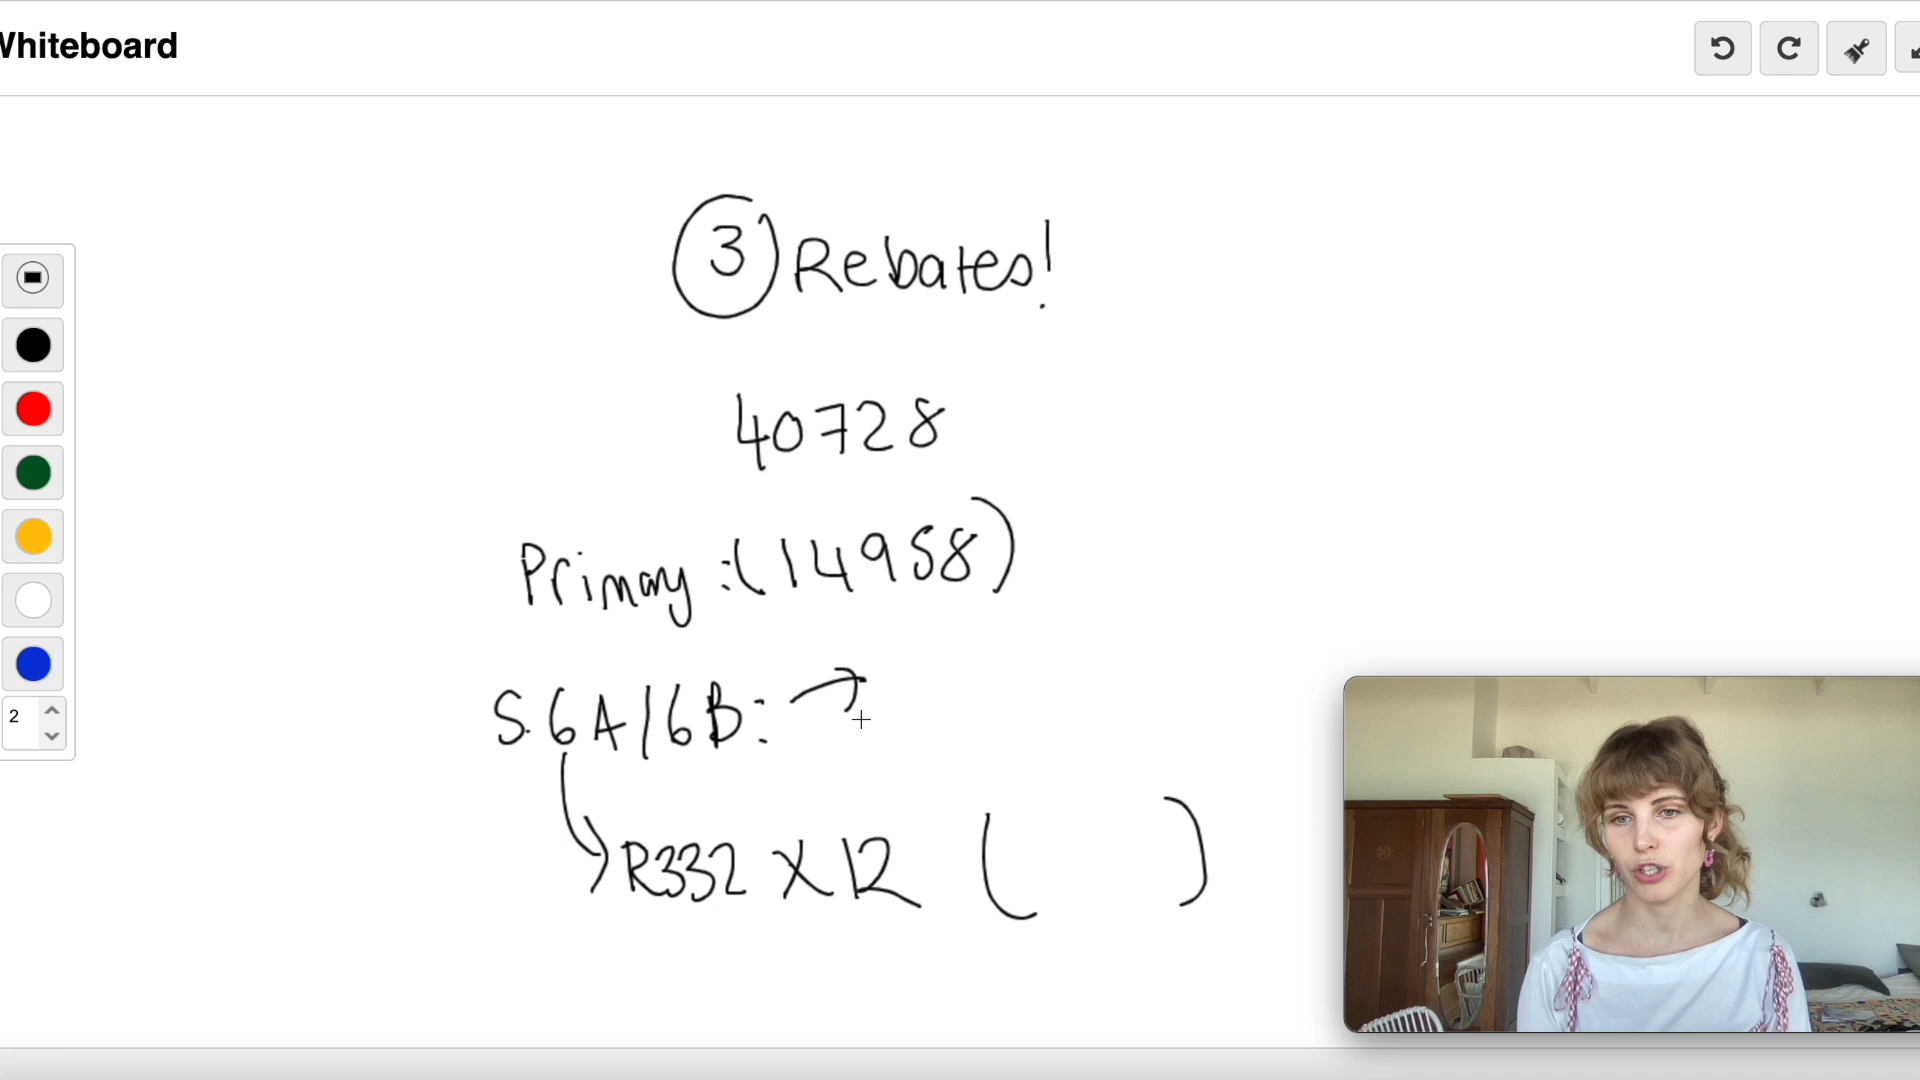 Whiteboard
3 Rebates!
40728
Primary: (14958)
S.6A/6B:
R332 X 12 ( )
2